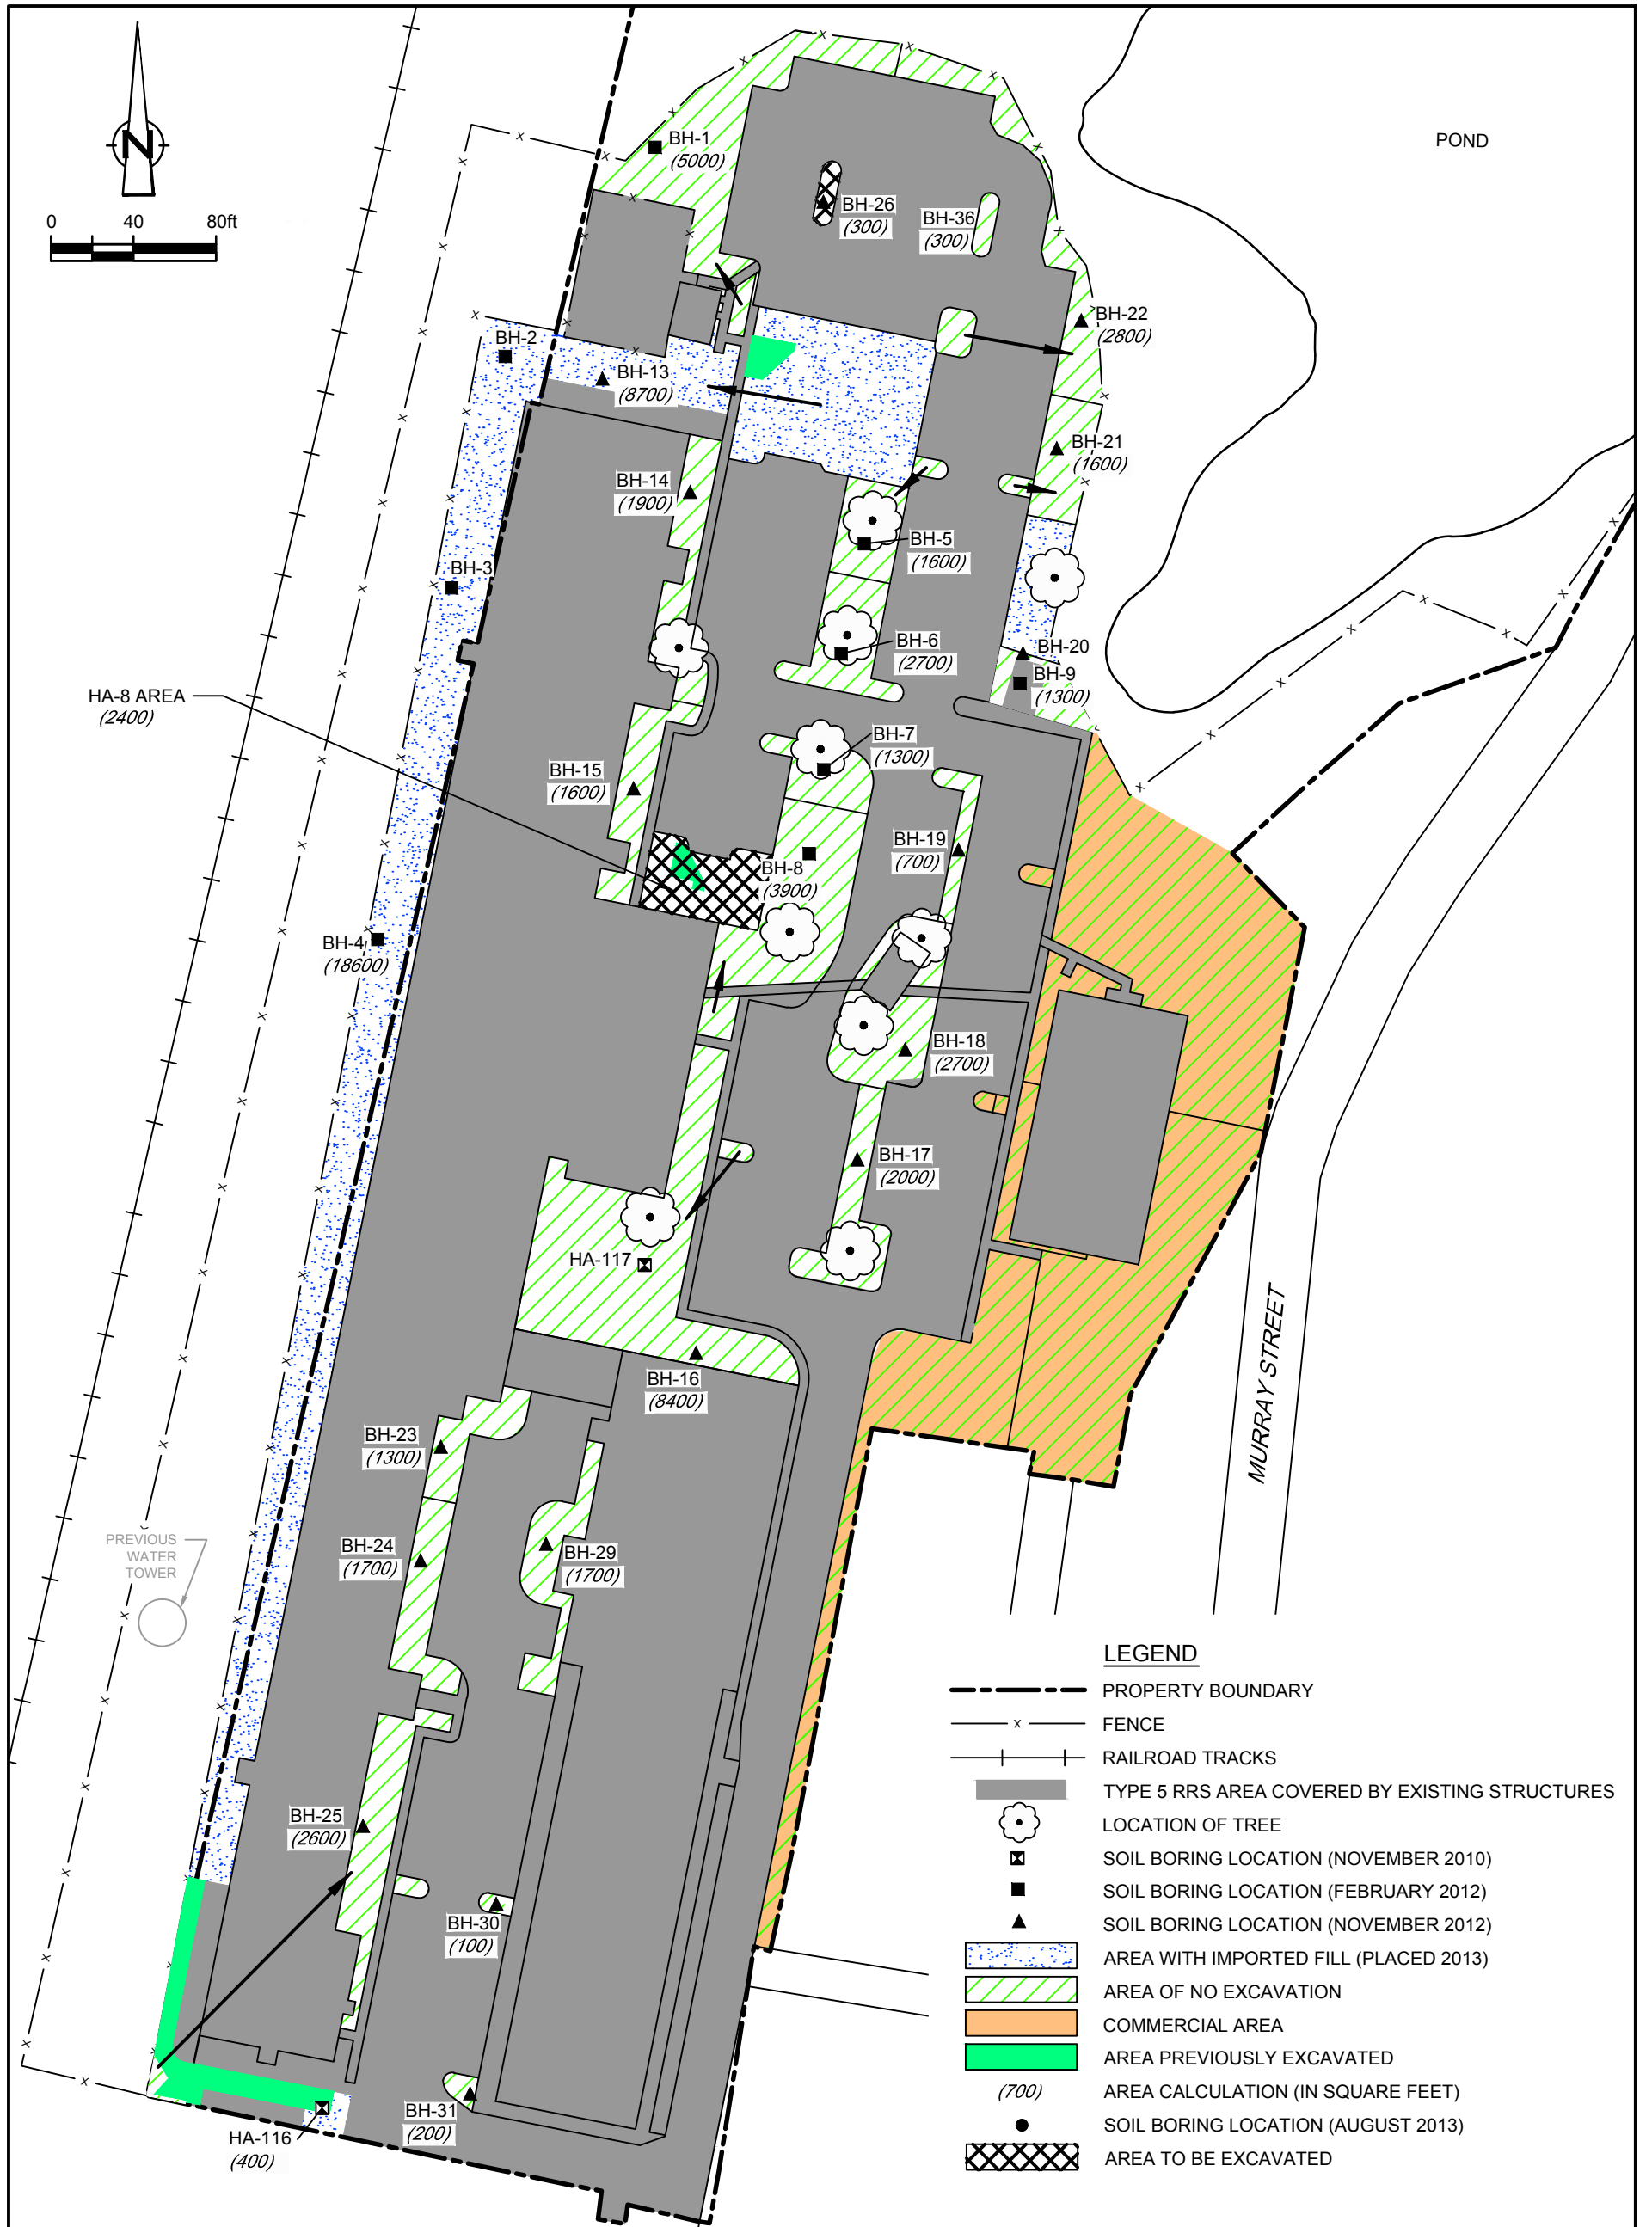 N
0 40 80ft
POND
BH-1
(5000)
BH-26
(300)
BH-36
(300)
BH-22
(2800)
BH-2
BH-13
(8700)
BH-21
(1600)
BH-14
(1900)
BH-5
(1600)
BH-3
BH-6
(2700)
BH-20
BH-9
(1300)
HA-8 AREA
(2400)
BH-7
(1300)
BH-15
(1600)
BH-19
(700)
BH-8
(3900)
BH-4
(18600)
BH-18
(2700)
BH-17
(2000)
HA-117
MURRAY STREET
BH-16
(8400)
BH-23
(1300)
BH-24
(1700)
BH-29
(1700)
PREVIOUS
WATER
TOWER
BH-25
(2600)
BH-30
(100)
BH-31
(200)
HA-116
(400)
LEGEND
PROPERTY BOUNDARY
x FENCE
RAILROAD TRACKS
TYPE 5 RRS AREA COVERED BY EXISTING STRUCTURES
LOCATION OF TREE
SOIL BORING LOCATION (NOVEMBER 2010)
SOIL BORING LOCATION (FEBRUARY 2012)
SOIL BORING LOCATION (NOVEMBER 2012)
AREA WITH IMPORTED FILL (PLACED 2013)
AREA OF NO EXCAVATION
COMMERCIAL AREA
AREA PREVIOUSLY EXCAVATED
(700) AREA CALCULATION (IN SQUARE FEET)
SOIL BORING LOCATION (AUGUST 2013)
AREA TO BE EXCAVATED